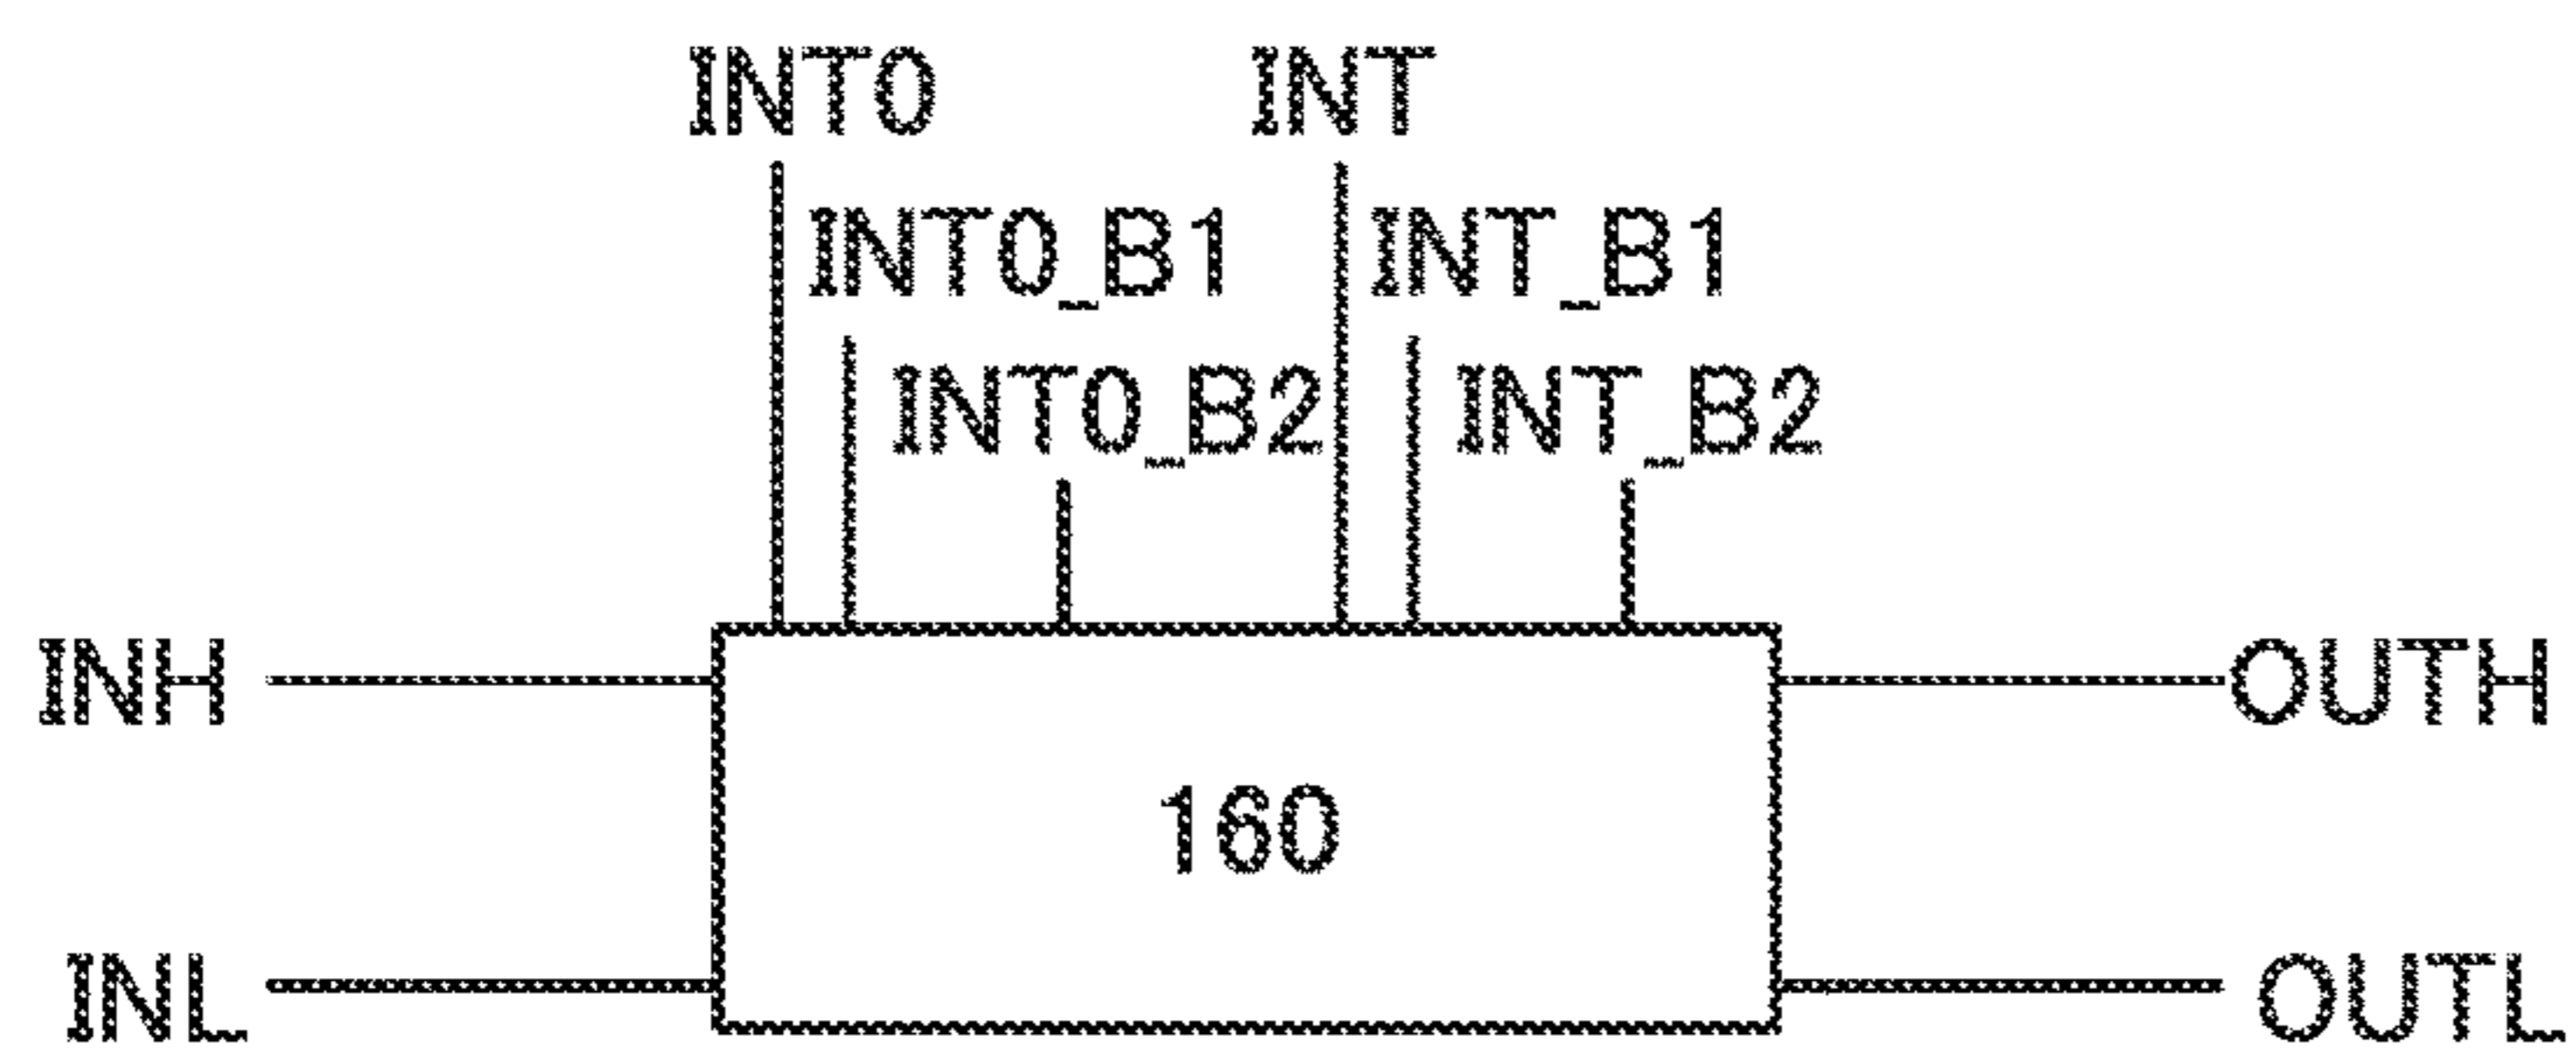 INT0 INT
INT0_B1 INT_B1
INT0_B2 INT_B2
INH OUTH
160
INL OUTL